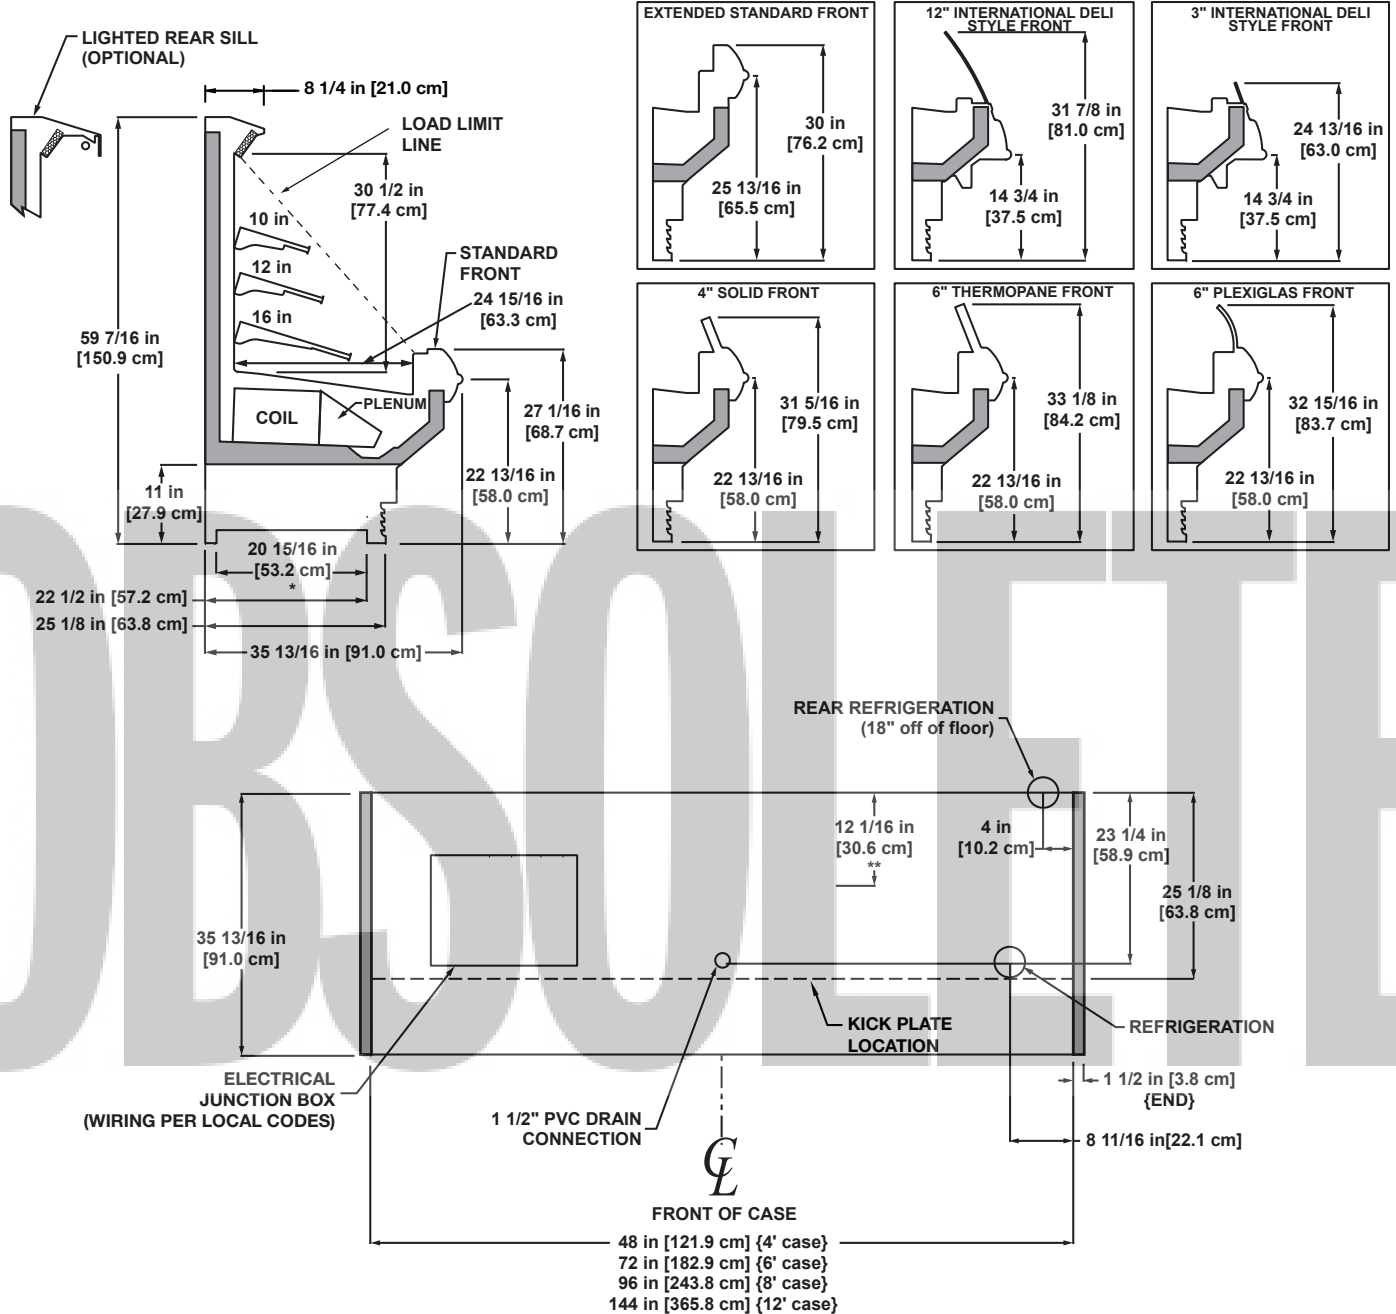 LIGHTED REAR SILL
(OPTIONAL)
8 1/4 in [21.0 cm]
LOAD LIMIT
LINE
30 1/2 in
[77.4 cm]
10 in
12 in
16 in
STANDARD
FRONT
24 15/16 in
[63.3 cm]
59 7/16 in
[150.9 cm]
COIL
PLENUM
27 1/16 in
[68.7 cm]
22 13/16 in
[58.0 cm]
11 in
[27.9 cm]
20 15/16 in
[53.2 cm]
*
22 1/2 in [57.2 cm]
25 1/8 in [63.8 cm]
35 13/16 in [91.0 cm]
EXTENDED STANDARD FRONT
30 in
[76.2 cm]
25 13/16 in
[65.5 cm]
12" INTERNATIONAL DELI
STYLE FRONT
31 7/8 in
[81.0 cm]
14 3/4 in
[37.5 cm]
3" INTERNATIONAL DELI
STYLE FRONT
24 13/16 in
[63.0 cm]
14 3/4 in
[37.5 cm]
4" SOLID FRONT
31 5/16 in
[79.5 cm]
22 13/16 in
[58.0 cm]
6" THERMOPANE FRONT
33 1/8 in
[84.2 cm]
22 13/16 in
[58.0 cm]
6" PLEXIGLAS FRONT
32 15/16 in
[83.7 cm]
22 13/16 in
[58.0 cm]
OBSOLETE
REAR REFRIGERATION
(18" off of floor)
12 1/16 in
[30.6 cm]
**
4 in
[10.2 cm]
23 1/4 in
[58.9 cm]
25 1/8 in
[63.8 cm]
35 13/16 in
[91.0 cm]
KICK PLATE
LOCATION
REFRIGERATION
ELECTRICAL
JUNCTION BOX
(WIRING PER LOCAL CODES)
1 1/2" PVC DRAIN
CONNECTION
1 1/2 in [3.8 cm]
{END}
8 11/16 in[22.1 cm]
CL
FRONT OF CASE
48 in [121.9 cm] {4' case}
72 in [182.9 cm] {6' case}
96 in [243.8 cm] {8' case}
144 in [365.8 cm] {12' case}